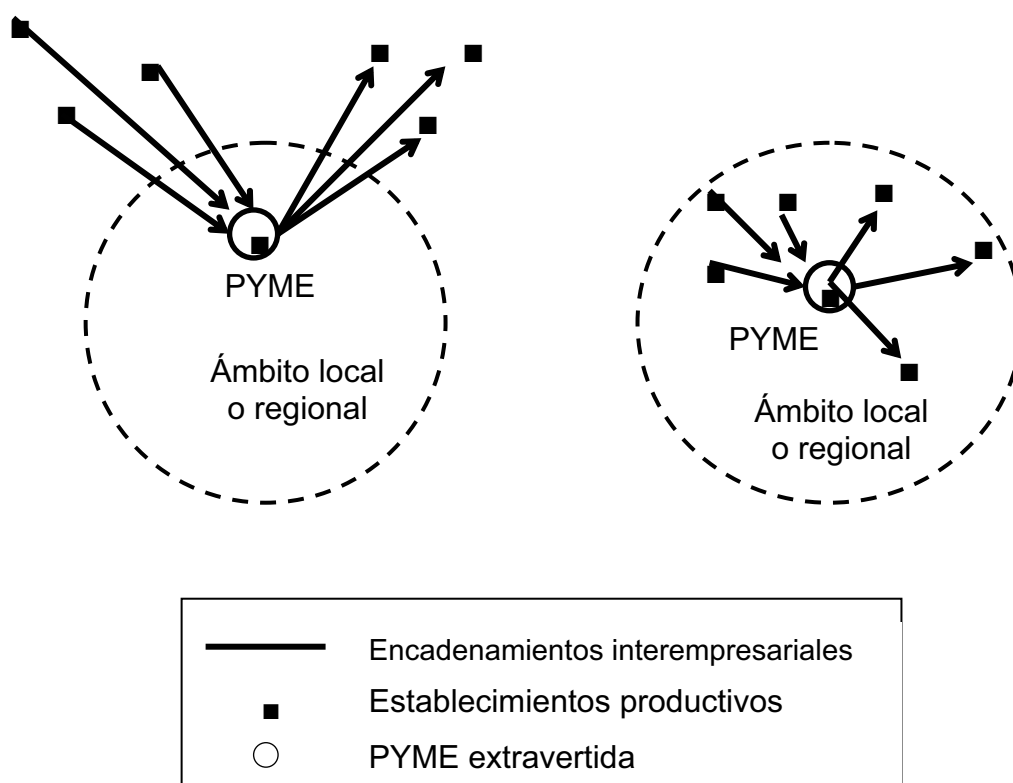 PYME
Ámbito local
o regional
PYME
Ámbito local
o regional
Encadenamientos interempresariales
Establecimientos productivos
PYME extravertida